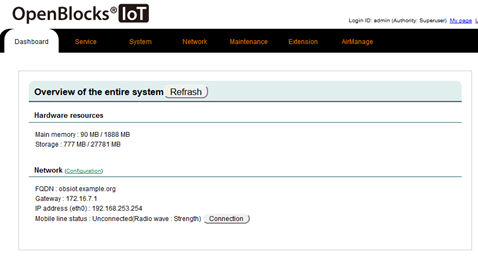 OpenBlocks® IoT
Login ID: admin (Authority: Superuser) My page
Dashboard Service System Network Maintenance Extension AirManage
Overview of the entire system Refrash
Hardware resources
Main memory : 90 MB / 1888 MB
Storage : 777 MB / 27781 MB
Network (Configuration)
FQDN : obsiot.example.org
Gateway : 172.16.7.1
IP address (eth0) : 192.168.253.254
Mobile line status : Unconnected(Radio wave : Strength) Connection